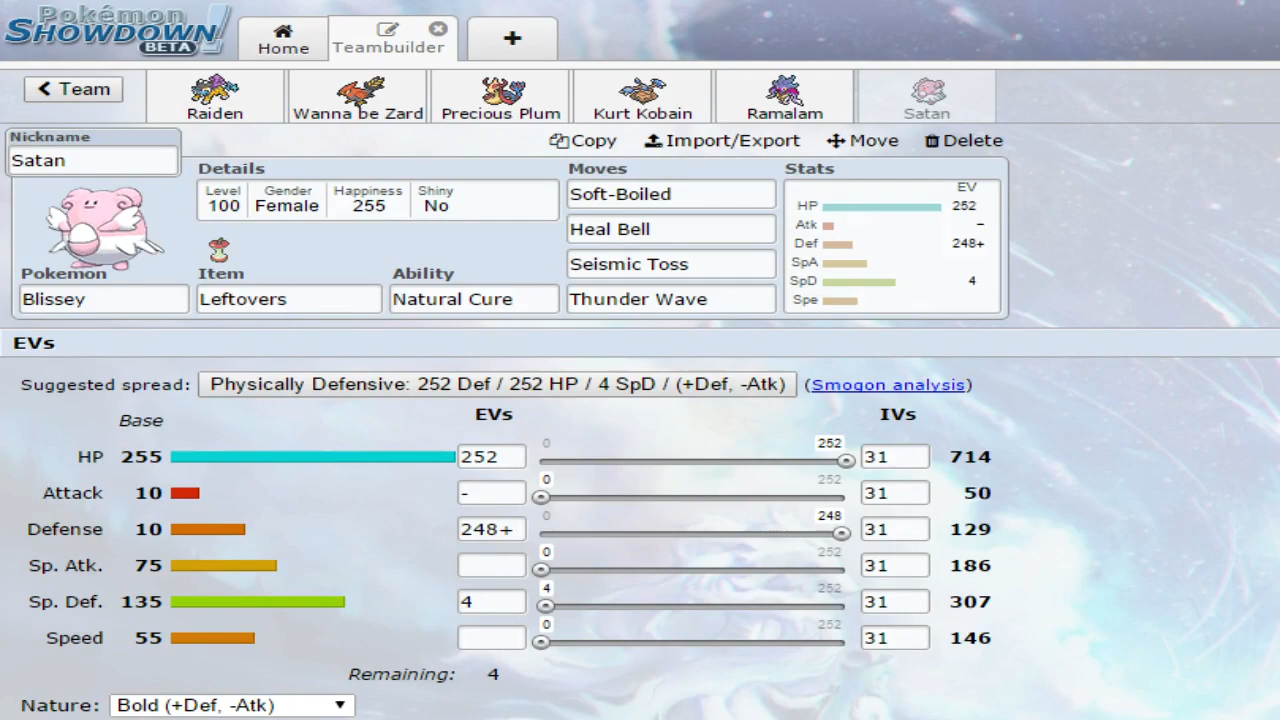 Pokémon
SHOWDOWN!
BETA
Home
Teambuilder
+
< Team
Raiden
Wanna be Zard
Precious Plum
Kurt Kobain
Ramalam
Satan
Nickname
Satan
Copy Import/Export Move Delete
Details
Level Gender Happiness Shiny
100 Female 255 No
Pokemon
Blissey
Item
Leftovers
Ability
Natural Cure
Moves
Soft-Boiled
Heal Bell
Seismic Toss
Thunder Wave
Stats
EV
HP 252
Atk –
Def 248+
SpA
SpD 4
Spe
EVs
Suggested spread: Physically Defensive: 252 Def / 252 HP / 4 SpD / (+Def, -Atk) (Smogon analysis)
Base EVs IVs
HP 255 252 0 252 31 714
Attack 10 - 0 252 31 50
Defense 10 248+ 0 248 31 129
Sp. Atk. 75 0 252 31 186
Sp. Def. 135 4 4 252 31 307
Speed 55 0 252 31 146
Remaining: 4
Nature: Bold (+Def, -Atk) ▼